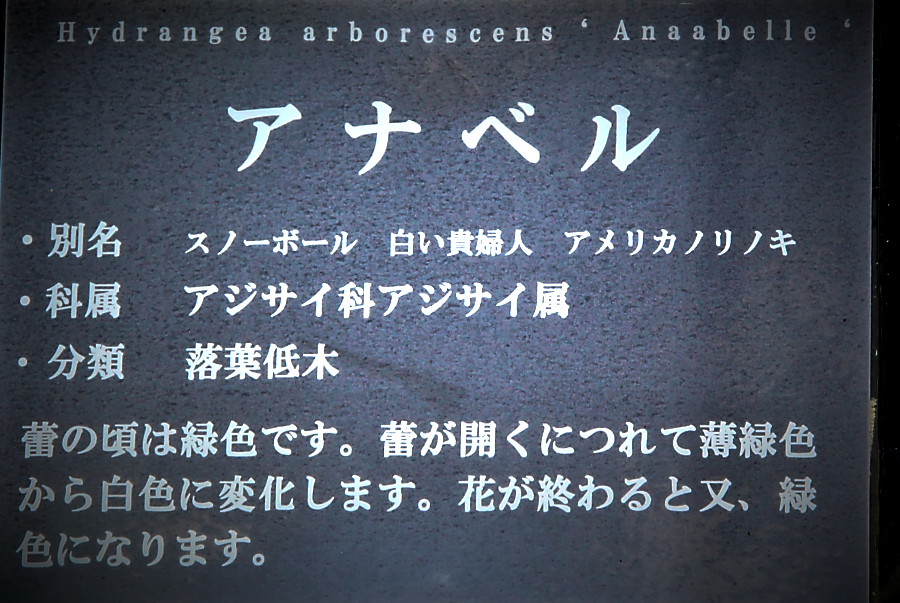 Hydrangea arborescens ‘ Anaabelle ‘
アナベル
・別名 スノーボール 白い貴婦人 アメリカノリノキ
・科属 アジサイ科アジサイ属
・分類 落葉低木
蕾の頃は緑色です。蕾が開くにつれて薄緑色
から白色に変化します。花が終わると又、緑
色になります。